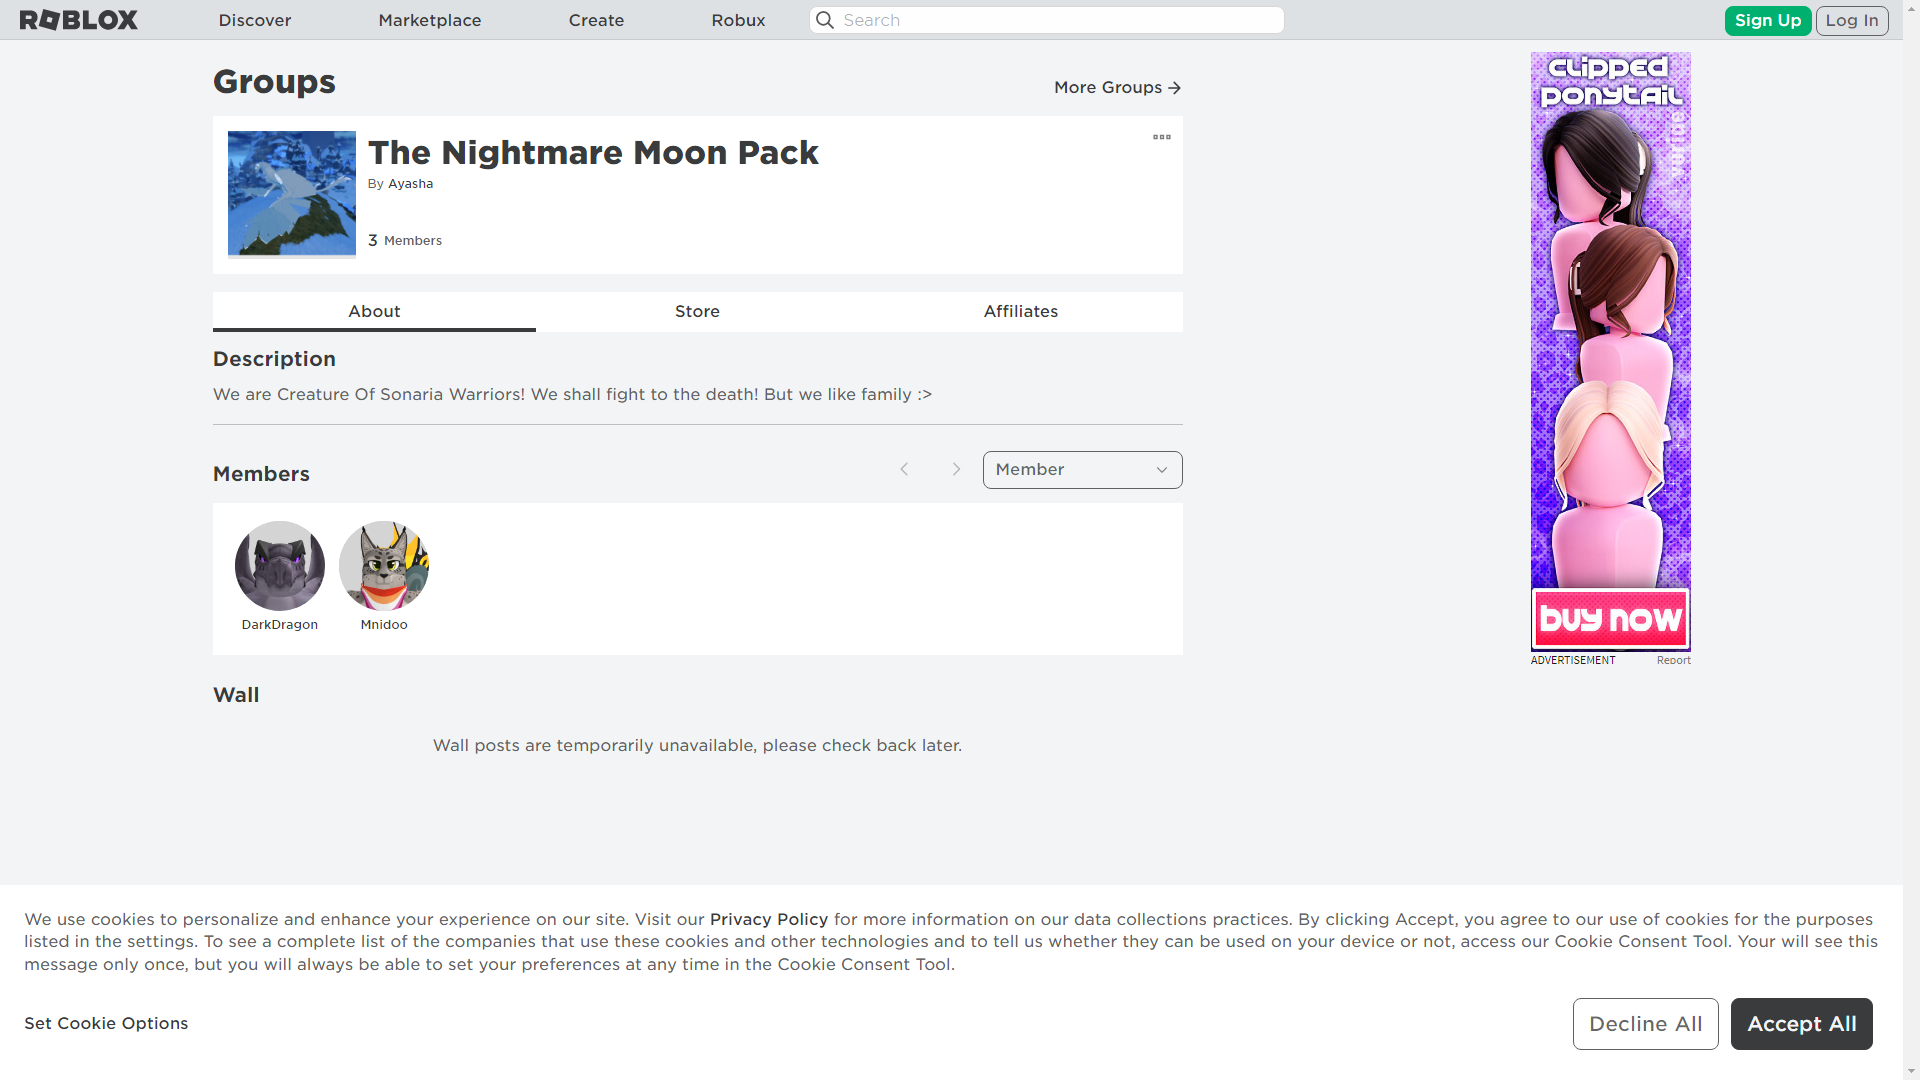 ROBLOX
Discover
Marketplace
Create
Robux
Search
Sign Up
Log In
Groups
More Groups
The Nightmare Moon Pack
By Ayasha
3 Members
About
Store
Affiliates
Description
We are Creature Of Sonaria Warriors! We shall fight to the death! But we like family :>
Members
Member
DarkDragon
Mnidoo
Wall
Wall posts are temporarily unavailable, please check back later.
clipped
ponytail
buy now
ADVERTISEMENT
Report
We use cookies to personalize and enhance your experience on our site. Visit our Privacy Policy for more information on our data collections practices. By clicking Accept, you agree to our use of cookies for the purposes
listed in the settings. To see a complete list of the companies that use these cookies and other technologies and to tell us whether they can be used on your device or not, access our Cookie Consent Tool. Your will see this
message only once, but you will always be able to set your preferences at any time in the Cookie Consent Tool.
Set Cookie Options
Decline All
Accept All